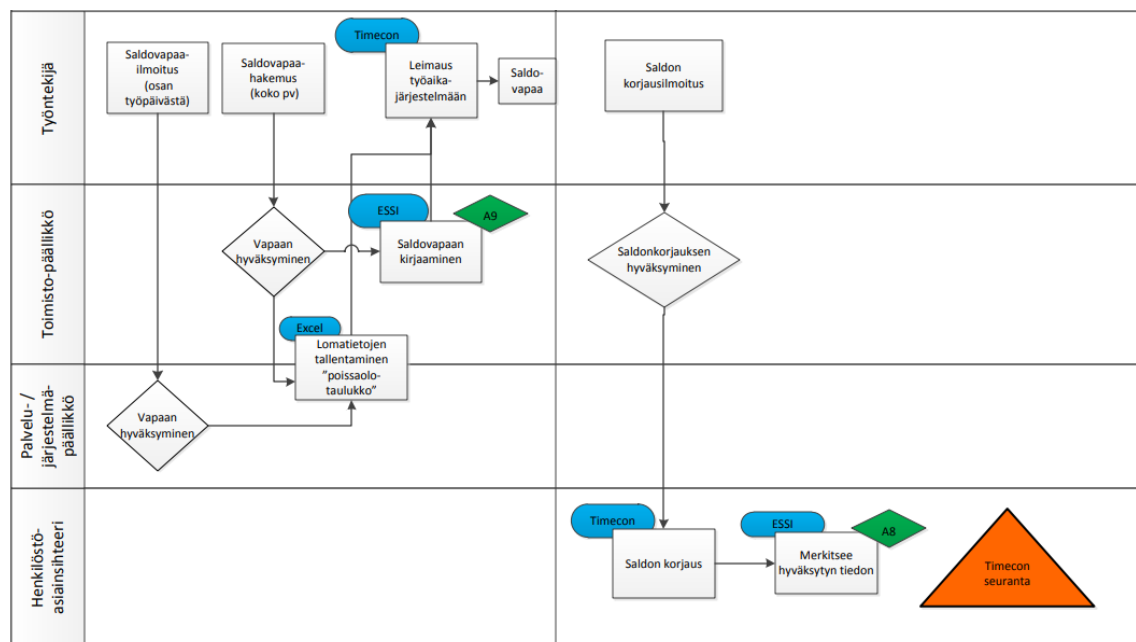 Työntekijä
Saldovapaa-
ilmoitus
(osan
työpäivästä)
Saldovapaa-
hakemus
(koko pv)
Timecon
Leimaus
työaika-
järjestelmään
Saldo-
vapaa
Saldon
korjausilmoitus
Toimisto-päällikkö
Vapaan
hyväksyminen
ESSI
A9
Saldovapaan
kirjaaminen
Saldonkorjauksen
hyväksyminen
Excel
Lomatietojen
tallentaminen
”poissaolo-
taulukko”
Palvelu- /
järjestelmä-
päällikkö
Vapaan
hyväksyminen
Henkilöstö-
asiainsihteeri
Timecon
Saldon korjaus
ESSI
A8
Merkitsee
hyväksytyn tiedon
Timecon
seuranta